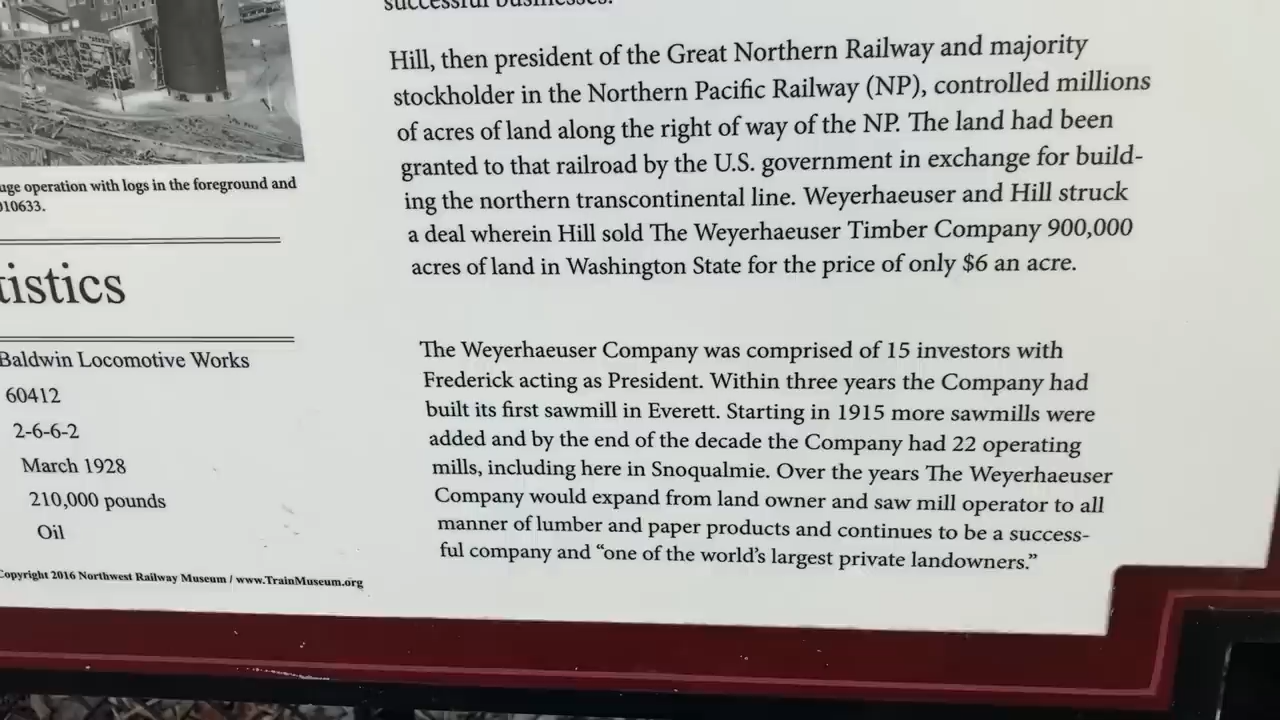 successful businesses.
Hill, then president of the Great Northern Railway and majority
stockholder in the Northern Pacific Railway (NP), controlled millions
of acres of land along the right of way of the NP. The land had been
granted to that railroad by the U.S. government in exchange for build-
ing the northern transcontinental line. Weyerhaeuser and Hill struck
a deal wherein Hill sold The Weyerhaeuser Timber Company 900,000
acres of land in Washington State for the price of only $6 an acre.
The Weyerhaeuser Company was comprised of 15 investors with
Frederick acting as President. Within three years the Company had
built its first sawmill in Everett. Starting in 1915 more sawmills were
added and by the end of the decade the Company had 22 operating
mills, including here in Snoqualmie. Over the years The Weyerhaeuser
Company would expand from land owner and saw mill operator to all
manner of lumber and paper products and continues to be a success-
ful company and “one of the world’s largest private landowners.”
uge operation with logs in the foreground and
010633.
tistics
Baldwin Locomotive Works
60412
2-6-6-2
March 1928
210,000 pounds
Oil
Copyright 2016 Northwest Railway Museum / www.TrainMuseum.org